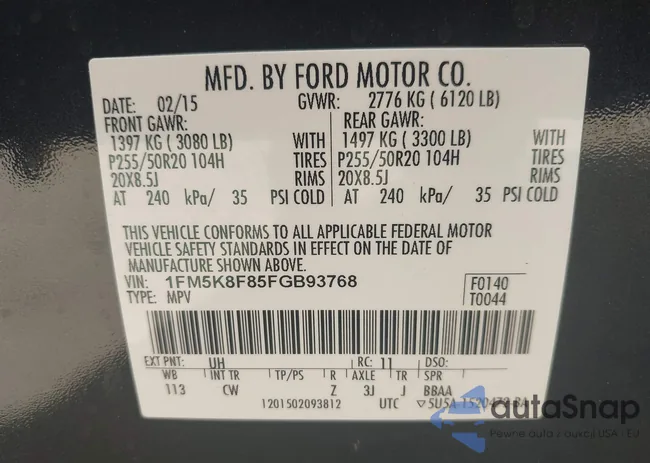 MFD. BY FORD MOTOR CO.
DATE: 02/15 GVWR: 2776 KG ( 6120 LB)
FRONT GAWR: REAR GAWR:
1397 KG ( 3080 LB) WITH 1497 KG ( 3300 LB) WITH
P255/50R20 104H TIRES P255/50R20 104H TIRES
20X8.5J RIMS 20X8.5J RIMS
AT 240 kPa/ 35 PSI COLD AT 240 kPa/ 35 PSI COLD
THIS VEHICLE CONFORMS TO ALL APPLICABLE FEDERAL MOTOR
VEHICLE SAFETY STANDARDS IN EFFECT ON THE DATE OF
MANUFACTURE SHOWN ABOVE.
VIN: 1FM5K8F85FGB93768 F0140
TYPE: MPV T0044
EXT PNT: UH RC: 11 DSO:
WB INT TR TP/PS R AXLE TR SPR
113 CW Z 3J J BBAA
1201502093812 UTC
autoSnap
Pewne auta z aukcji USA - EU